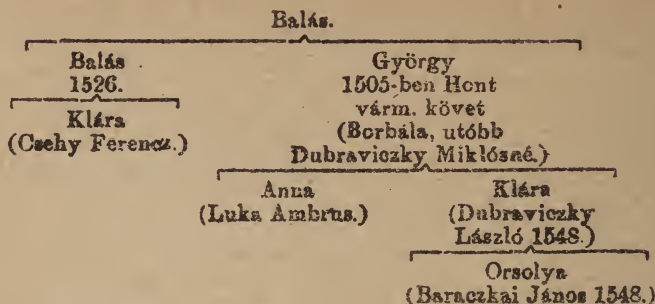 Balás.
Balás
1526.
György
1505-ben Hont
várm. követ
(Borbála, utóbb
Dubraviczky Miklósné.)
Klára
(Csehy Ferencz.)
Anna
(Luka Ambrus.)
Klára
(Dubraviczky
László 1548.)
Orsolya
(Baraczkai János 1548.)